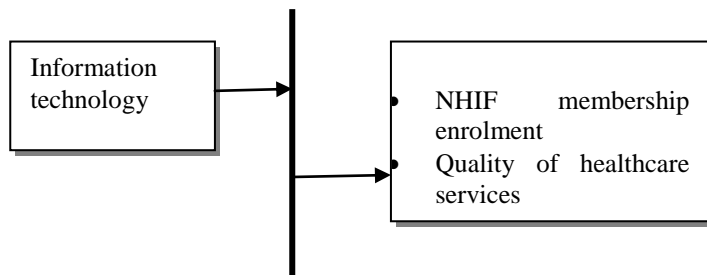 Information
technology
• NHIF membership
enrolment
• Quality of healthcare
services